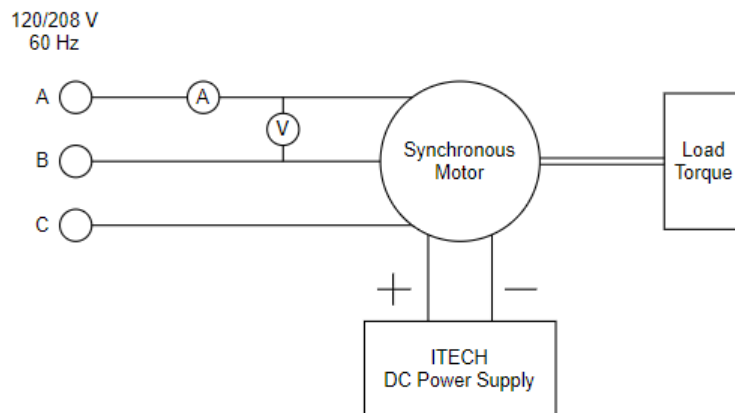 120/208 V
60 Hz
A
A
V
B
Synchronous
Motor
Load
Torque
C
+
—
ITECH
DC Power Supply